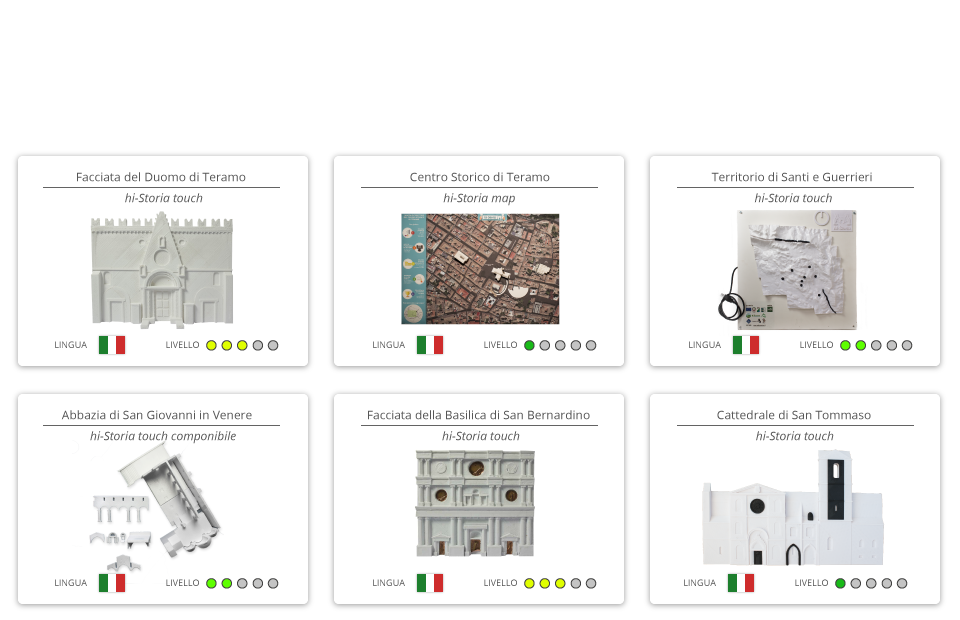 Facciata del Duomo di Teramo
hi-Storia touch
LINGUA
LIVELLO
Centro Storico di Teramo
hi-Storia map
LINGUA
LIVELLO
Territorio di Santi e Guerrieri
hi-Storia touch
LINGUA
LIVELLO
Abbazia di San Giovanni in Venere
hi-Storia touch componibile
LINGUA
LIVELLO
Facciata della Basilica di San Bernardino
hi-Storia touch
LINGUA
LIVELLO
Cattedrale di San Tommaso
hi-Storia touch
LINGUA
LIVELLO